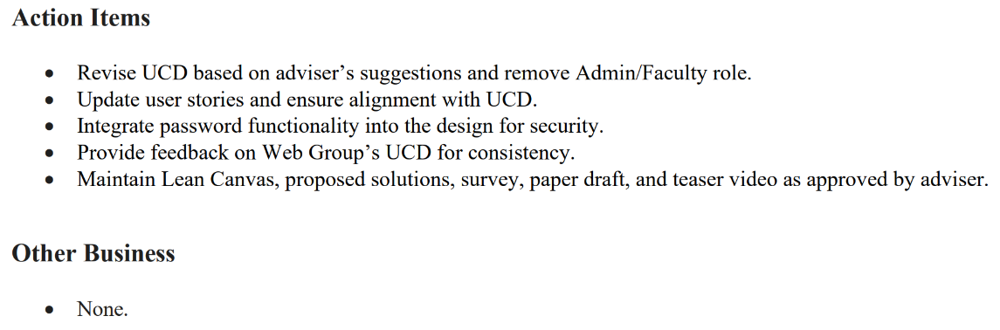 Action Items
• Revise UCD based on adviser’s suggestions and remove Admin/Faculty role.
• Update user stories and ensure alignment with UCD.
• Integrate password functionality into the design for security.
• Provide feedback on Web Group’s UCD for consistency.
• Maintain Lean Canvas, proposed solutions, survey, paper draft, and teaser video as approved by adviser.
Other Business
• None.